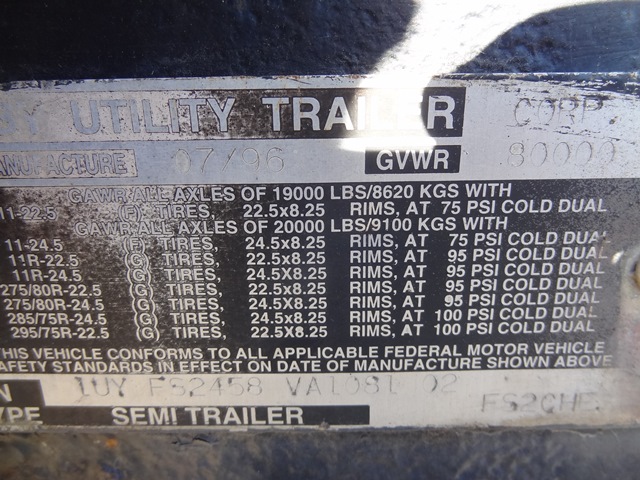 NY UTILITY TRAILER CORP.
MANUFACTURE 07/96 GVWR 80000
GAWR ALL AXLES OF 19000 LBS/8620 KGS WITH
11-22.5 (F) TIRES, 22.5x8.25 RIMS, AT 75 PSI COLD DUAL
GAWR ALL AXLES OF 20000 LBS/9100 KGS WITH
11-24.5 (F) TIRES, 24.5x8.25 RIMS, AT 75 PSI COLD DUAL
11R-22.5 (G) TIRES, 22.5X8.25 RIMS, AT 95 PSI COLD DUAL
11R-24.5 (G) TIRES, 24.5X8.25 RIMS, AT 95 PSI COLD DUAL
275/80R-22.5 (G) TIRES, 22.5X8.25 RIMS, AT 95 PSI COLD DUAL
275/80R-24.5 (G) TIRES, 24.5X8.25 RIMS, AT 95 PSI COLD DUAL
285/75R-24.5 (G) TIRES, 24.5X8.25 RIMS, AT 100 PSI COLD DUAL
295/75R-22.5 (G) TIRES, 22.5X8.25 RIMS, AT 100 PSI COLD DUAL
THIS VEHICLE CONFORMS TO ALL APPLICABLE FEDERAL MOTOR VEHICLE
SAFETY STANDARDS IN EFFECT ON DATE OF MANUFACTURE SHOWN ABOVE
N 1UY FS2458 02
TYPE SEMI TRAILER